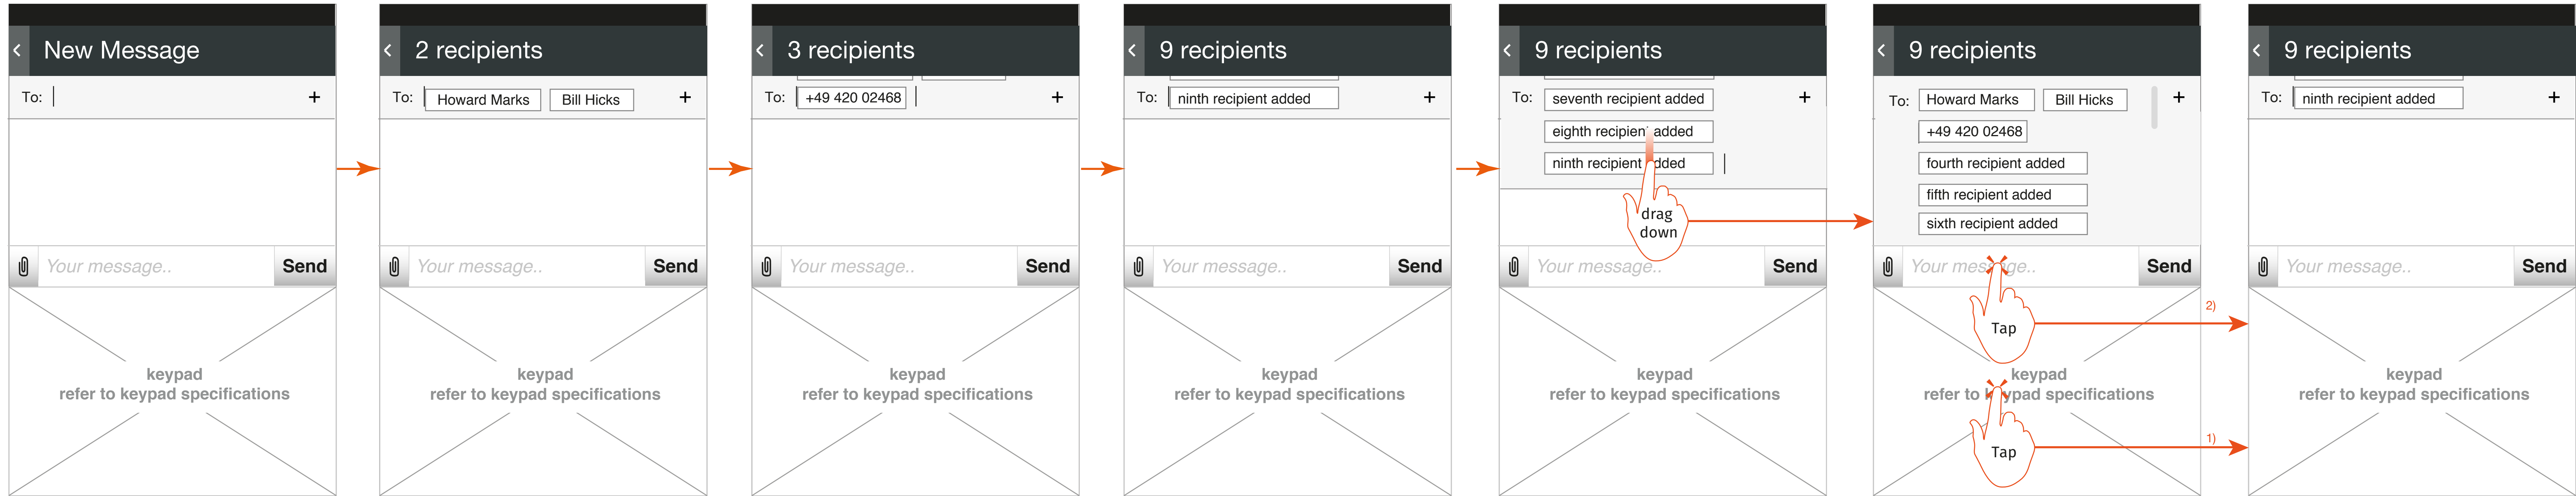 < New Message
To: +
Your message.. Send
keypad
refer to keypad specifications
< 2 recipients
To: Howard Marks Bill Hicks +
Your message.. Send
keypad
refer to keypad specifications
< 3 recipients
To: +49 420 02468 +
Your message.. Send
keypad
refer to keypad specifications
< 9 recipients
To: ninth recipient added +
Your message.. Send
keypad
refer to keypad specifications
< 9 recipients
To: seventh recipient added +
eighth recipient added
ninth recipient added
drag
down
Your message.. Send
keypad
refer to keypad specifications
< 9 recipients
To: Howard Marks Bill Hicks +
+49 420 02468
fourth recipient added
fifth recipient added
sixth recipient added
Your message.. Send
2)
Tap
keypad
refer to keypad specifications
1)
Tap
< 9 recipients
To: ninth recipient added +
Your message.. Send
keypad
refer to keypad specifications